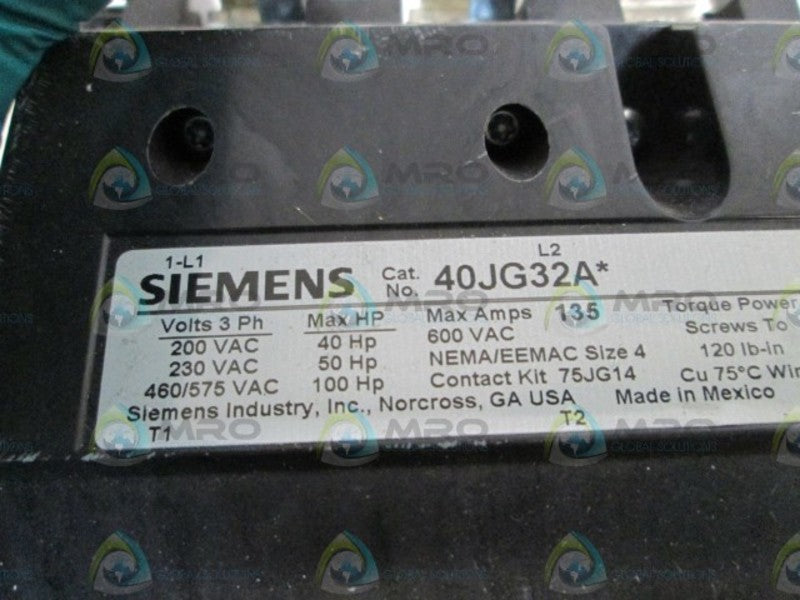 1-L1 L2
SIEMENS Cat. No. 40JG32A*
Volts 3 Ph Max HP Max Amps 135 Torque Power
200 VAC 40 Hp 600 VAC Screws To
230 VAC 50 Hp NEMA/EEMAC Size 4 120 lb-in
460/575 VAC 100 Hp Contact Kit 75JG14 Cu 75°C Wir
Siemens Industry, Inc., Norcross, GA USA Made in Mexico
T1 T2
MRO
GLOBAL SOLUTIONS